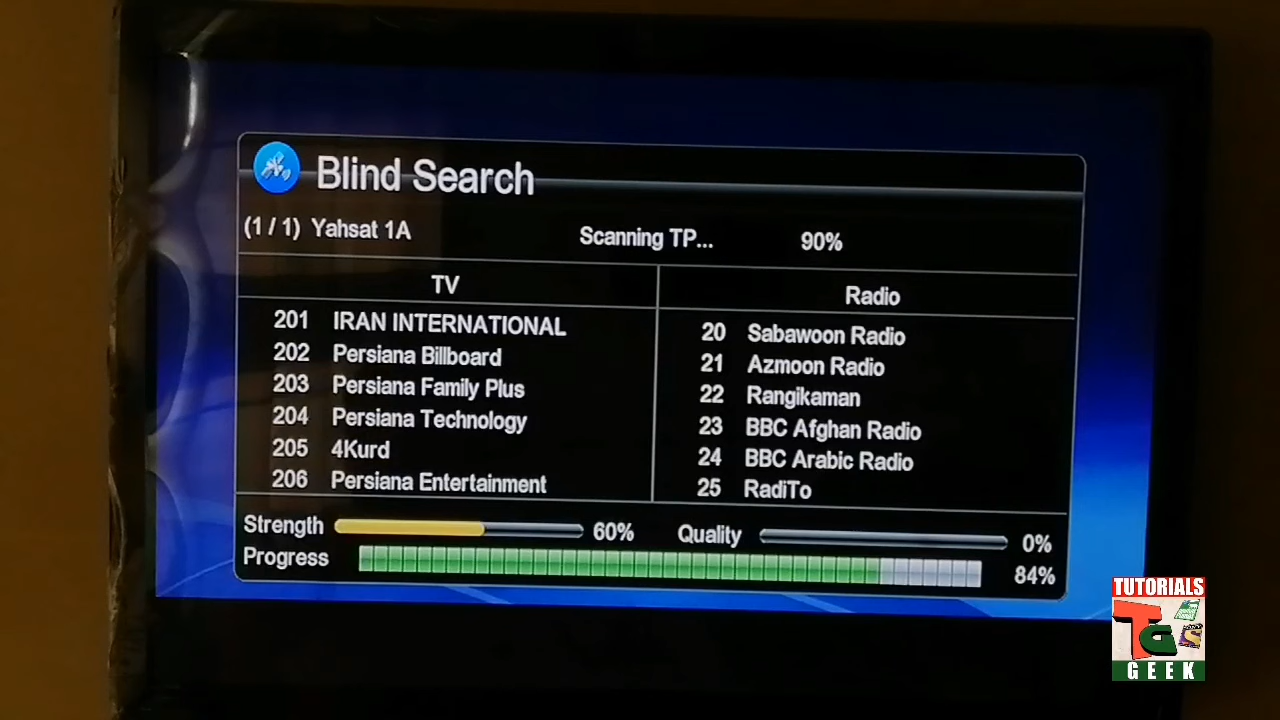 Blind Search
(1 / 1) Yahsat 1A Scanning TP... 90%
TV Radio
201 IRAN INTERNATIONAL
202 Persiana Billboard
203 Persiana Family Plus
204 Persiana Technology
205 4Kurd
206 Persiana Entertainment
20 Sabawoon Radio
21 Azmoon Radio
22 Rangikaman
23 BBC Afghan Radio
24 BBC Arabic Radio
25 RadiTo
Strength 60% Quality 0%
Progress 84%
TUTORIALS
TGS
GEEK